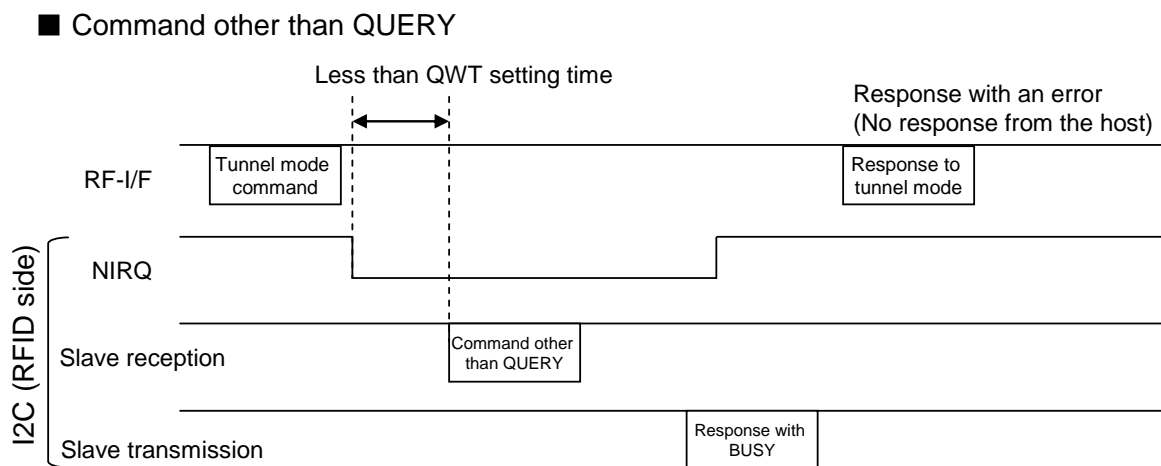 ■ Command other than QUERY
Less than QWT setting time
Response with an error
(No response from the host)
RF-I/F
Tunnel mode
command
Response to
tunnel mode
I2C (RFID side)
NIRQ
Slave reception
Command other
than QUERY
Slave transmission
Response with
BUSY